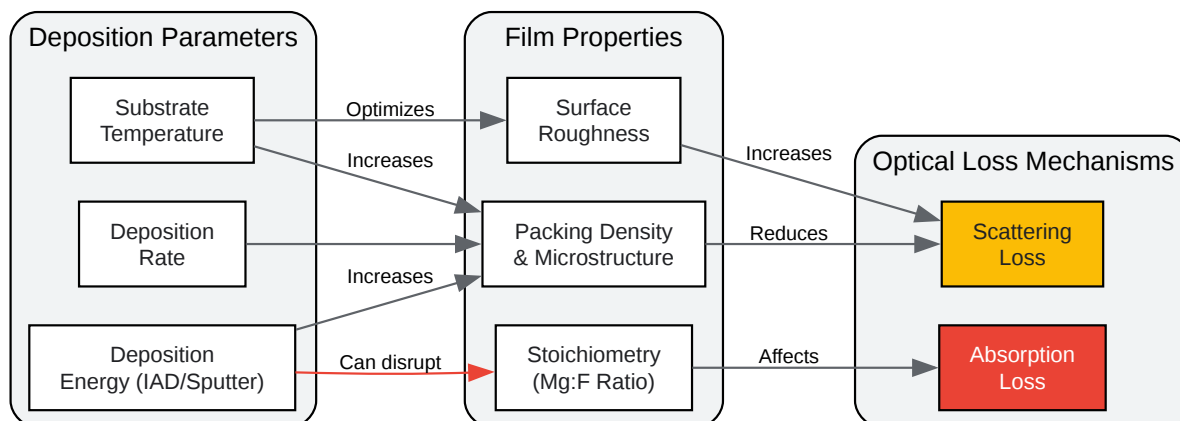 Deposition Parameters
Substrate
Temperature
Deposition
Rate
Deposition
Energy (IAD/Sputter)
Optimizes
Increases
Increases
Can disrupt
Film Properties
Surface
Roughness
Packing Density
& Microstructure
Stoichiometry
(Mg:F Ratio)
Increases
Reduces
Affects
Optical Loss Mechanisms
Scattering
Loss
Absorption
Loss